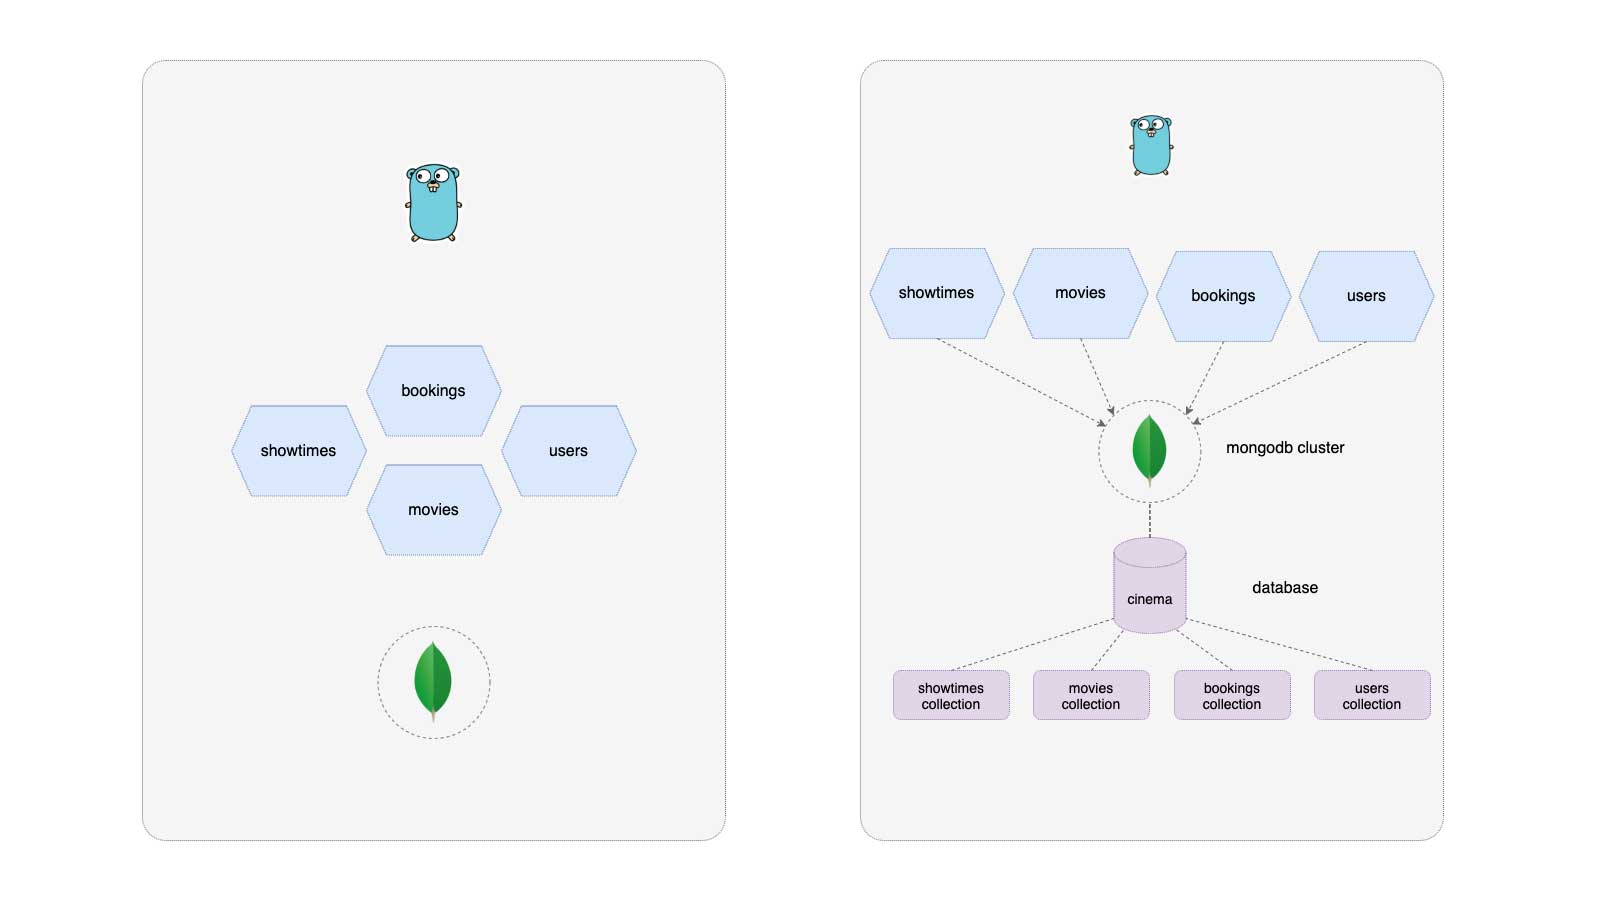 bookings
showtimes
users
movies
showtimes
movies
bookings
users
mongodb cluster
cinema
database
showtimes
collection
movies
collection
bookings
collection
users
collection